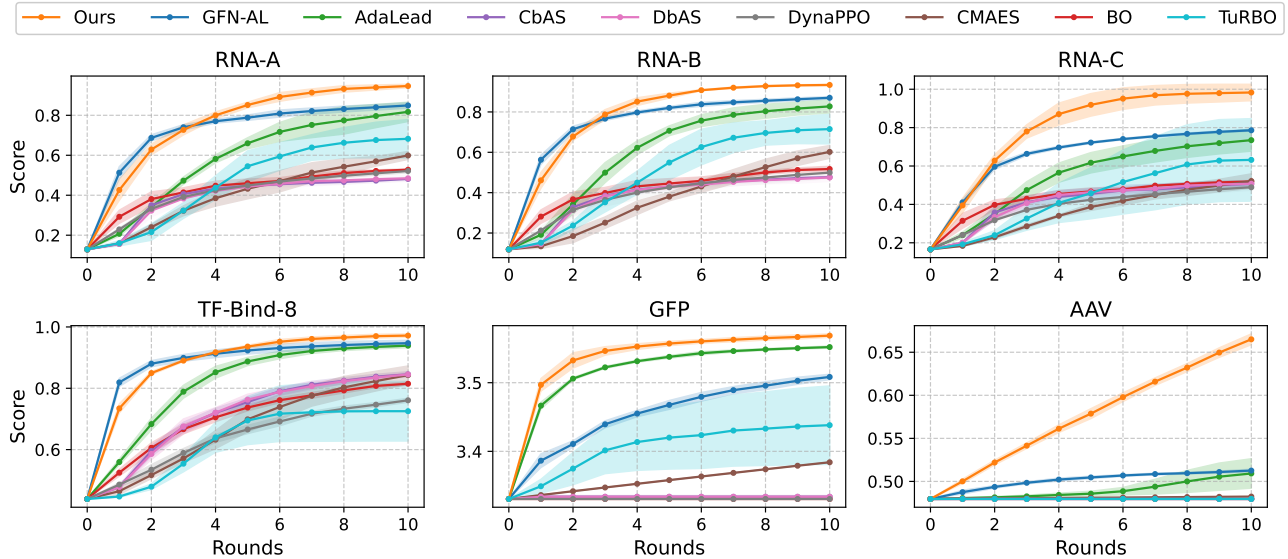 Ours GFN-AL AdaLead CbAS DbAS DynaPPO CMAES BO TuRBO
RNA-A RNA-B RNA-C
Score
0.8
0.6
0.4
0.2
0 2 4 6 8 10
0.8
0.6
0.4
0.2
0 2 4 6 8 10
1.0
0.8
0.6
0.4
0.2
0 2 4 6 8 10
TF-Bind-8 GFP AAV
Score
1.0
0.8
0.6
0 2 4 6 8 10
Rounds
3.5
3.4
0 2 4 6 8 10
Rounds
0.65
0.60
0.55
0.50
0 2 4 6 8 10
Rounds